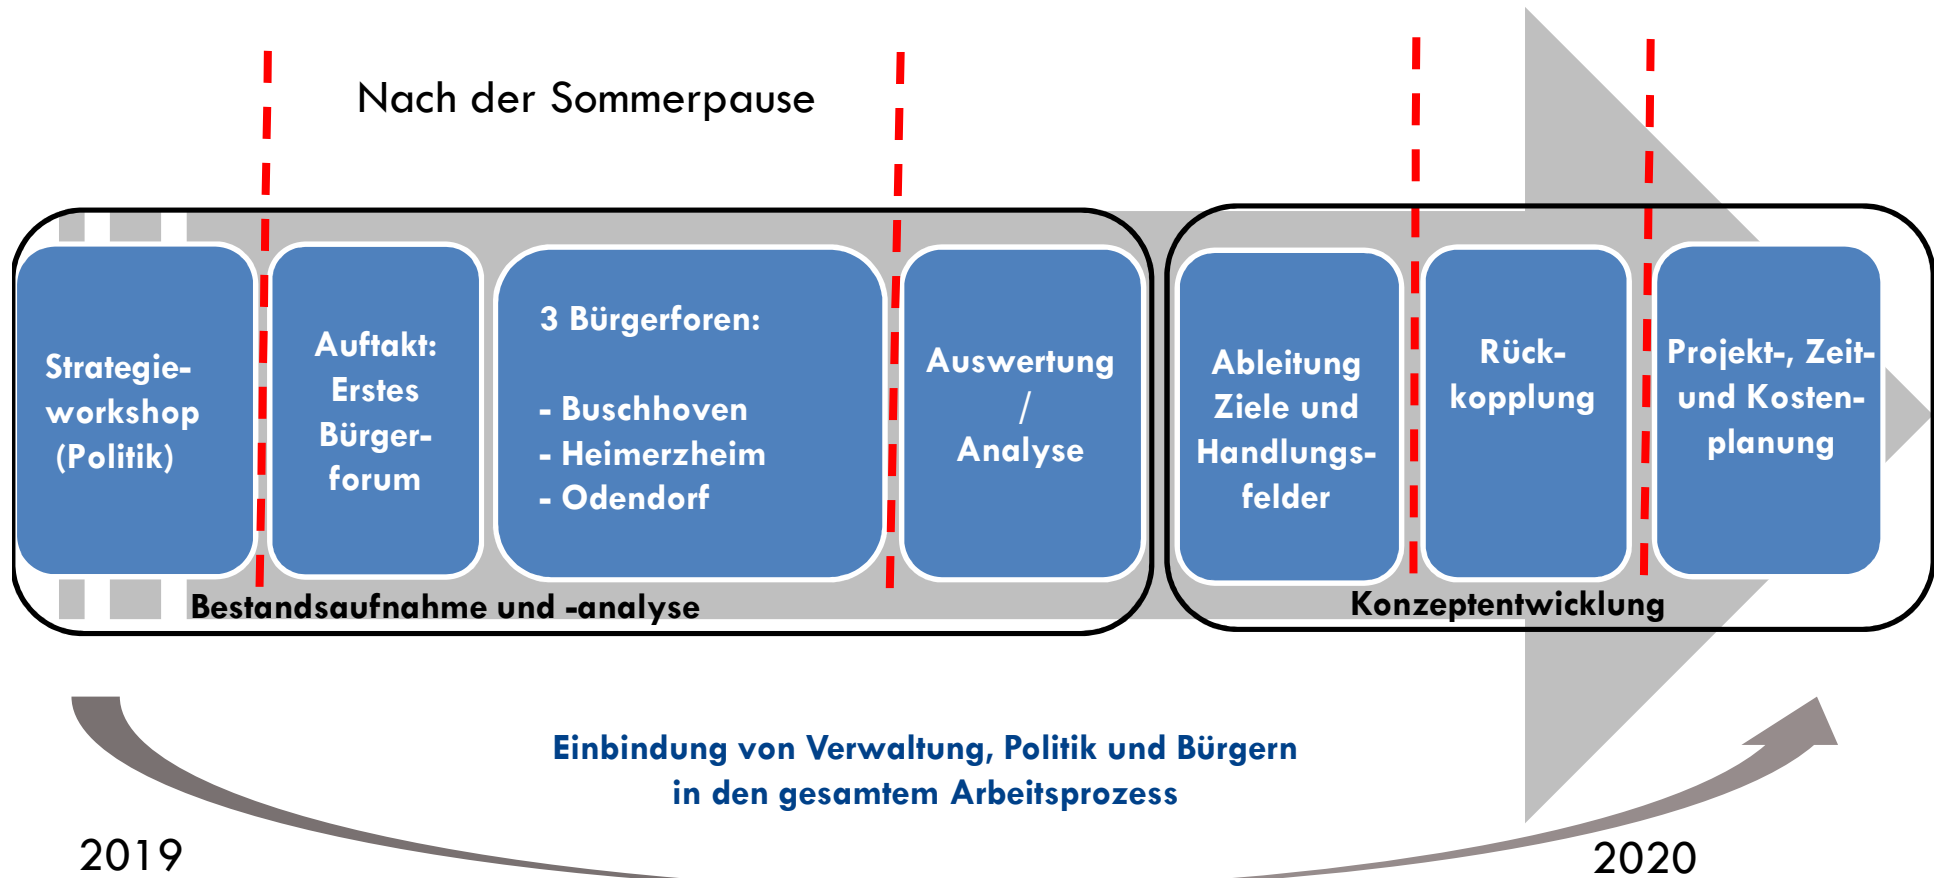 Nach der Sommerpause
Strategie-
workshop
(Politik)
Auftakt:
Erstes
Bürger-
forum
3 Bürgerforen:
- Buschhoven
- Heimerzheim
- Odendorf
Auswertung
/
Analyse
Bestandsaufnahme und -analyse
Ableitung
Ziele und
Handlungs-
felder
Rück-
kopplung
Projekt-, Zeit-
und Kosten-
planung
Konzeptentwicklung
Einbindung von Verwaltung, Politik und Bürgern
in den gesamtem Arbeitsprozess
2019
2020